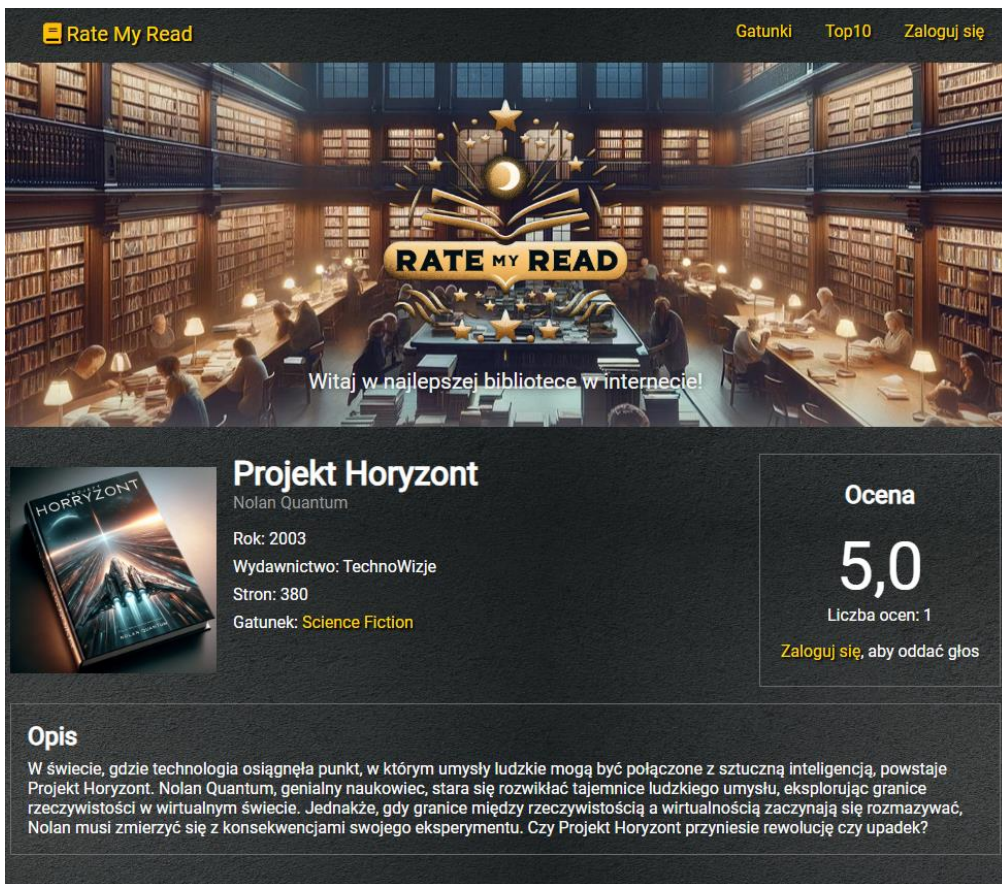 Rate My Read
Gatunki Top10 Zaloguj się
RATE MY READ
Witaj w najlepszej bibliotece w internecie!
PROJECT
HORRYZONT
NOLAN QUANTUM
Projekt Horyzont
Nolan Quantum
Rok: 2003
Wydawnictwo: TechnoWizje
Stron: 380
Gatunek: Science Fiction
Ocena
5,0
Liczba ocen: 1
Zaloguj się, aby oddać głos
Opis
W świecie, gdzie technologia osiągnęła punkt, w którym umysły ludzkie mogą być połączone z sztuczną inteligencją, powstaje
Projekt Horyzont. Nolan Quantum, genialny naukowiec, stara się rozwikłać tajemnice ludzkiego umysłu, eksplorując granice
rzeczywistości w wirtualnym świecie. Jednakże, gdy granice między rzeczywistością a wirtualnością zaczynają się rozmazywać,
Nolan musi zmierzyć się z konsekwencjami swojego eksperymentu. Czy Projekt Horyzont przyniesie rewolucję czy upadek?